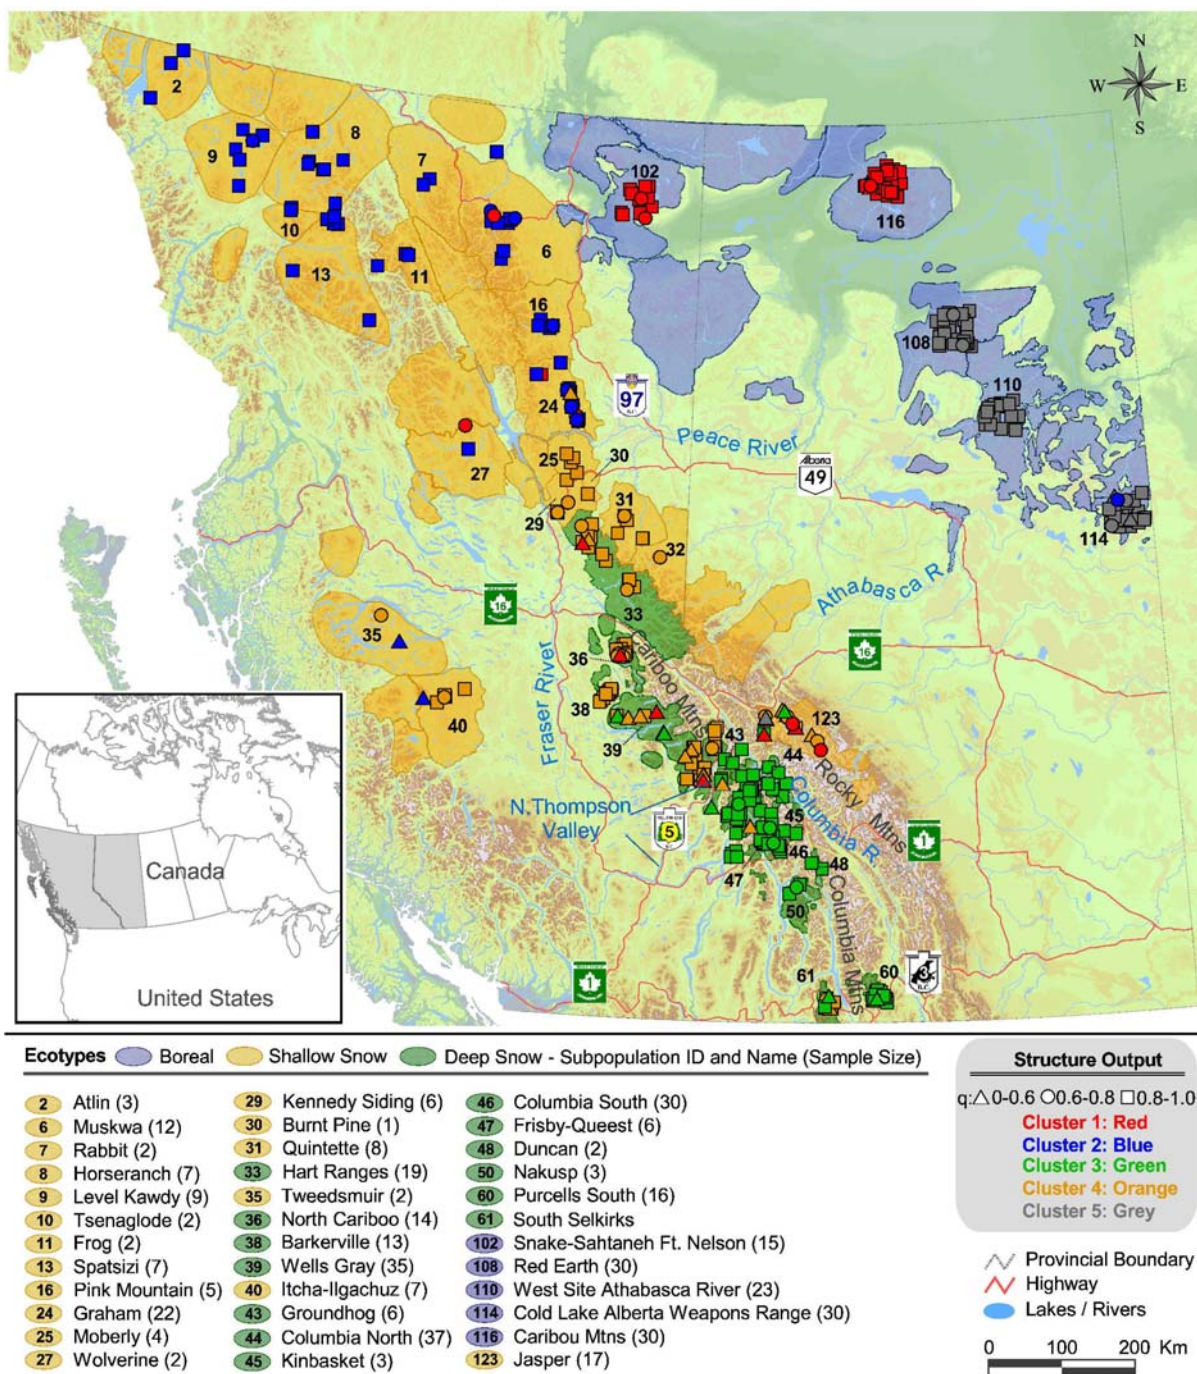 N
W E
S
2
8
9
7
102
116
10
6
13
11
16
108
110
97
B.C.
24
Peace River
Alberta
49
25
30
27
29
31
114
32
Athabasca R.
16
33
35
16
36
Cariboo Mtns
Fraser River
38
40
123
43
39
44
Rocky Mtns
N.Thompson
Valley
Columbia R.
5
45
1
46
48
47
Canada
50
Columbia Mtns
United States
1
61
60
3
B.C.
Ecotypes Boreal Shallow Snow Deep Snow - Subpopulation ID and Name (Sample Size)
2 Atlin (3)
6 Muskwa (12)
7 Rabbit (2)
8 Horseranch (7)
9 Level Kawdy (9)
10 Tsenaglode (2)
11 Frog (2)
13 Spatsizi (7)
16 Pink Mountain (5)
24 Graham (22)
25 Moberly (4)
27 Wolverine (2)
29 Kennedy Siding (6)
30 Burnt Pine (1)
31 Quintette (8)
33 Hart Ranges (19)
35 Tweedsmuir (2)
36 North Cariboo (14)
38 Barkerville (13)
39 Wells Gray (35)
40 Itcha-Ilgachuz (7)
43 Groundhog (6)
44 Columbia North (37)
45 Kinbasket (3)
46 Columbia South (30)
47 Frisby-Queest (6)
48 Duncan (2)
50 Nakusp (3)
60 Purcells South (16)
61 South Selkirks
102 Snake-Sahtaneh Ft. Nelson (15)
108 Red Earth (30)
110 West Site Athabasca River (23)
114 Cold Lake Alberta Weapons Range (30)
116 Caribou Mtns (30)
123 Jasper (17)
Structure Output
q: 0-0.6 0.6-0.8 0.8-1.0
Cluster 1: Red
Cluster 2: Blue
Cluster 3: Green
Cluster 4: Orange
Cluster 5: Grey
Provincial Boundary
Highway
Lakes / Rivers
0 100 200 Km